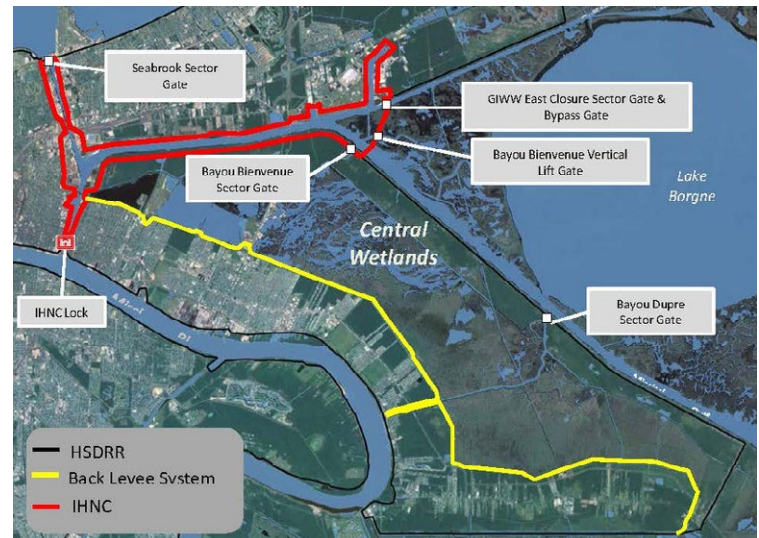 Seabrook Sector
Gate
GIWW East Closure Sector Gate &
Bypass Gate
Bayou Bienvenue
Sector Gate
Bayou Bienvenue Vertical
Lift Gate
Lake
Borgne
Central
Wetlands
IHNC Lock
Bayou Dupre
Sector Gate
HSDRR
Back Levee System
IHNC